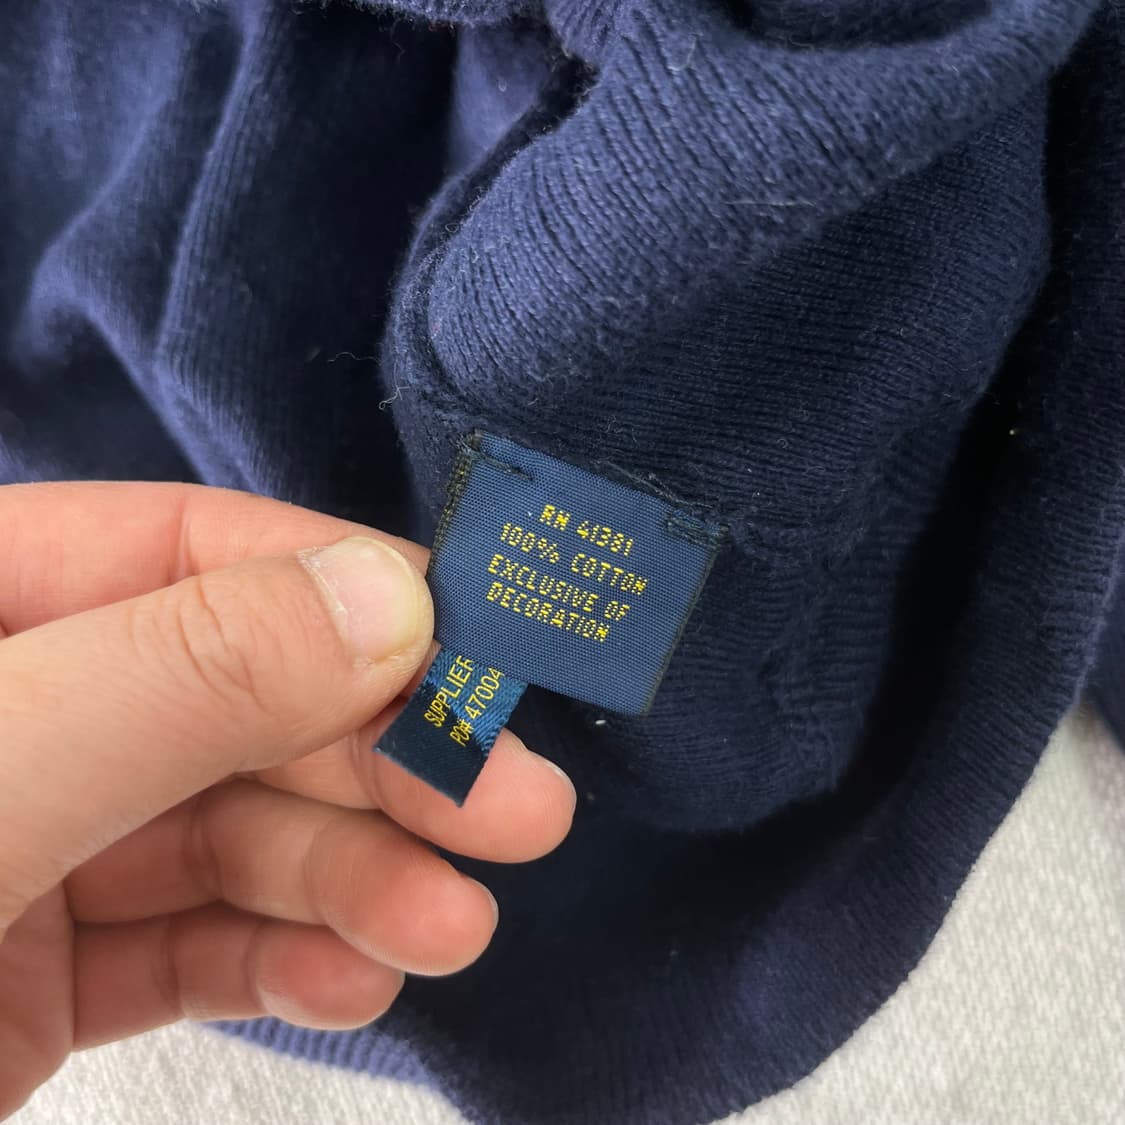 RN 41381
100% COTTON
EXCLUSIVE OF
DECORATION
SUPPLIER
PO# 47004